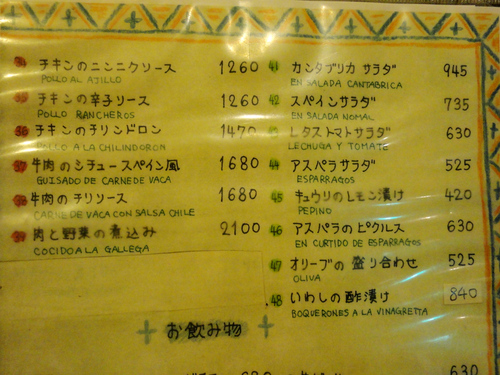 チキンのニンニクソース 1260
POLLO AL AJILLO
チキンの辛子ソース 1260
POLLO RANCHEROS
チキンのチリンドロン 1470
POLLO A LA CHILINDORON
37 牛肉のシチュースペイン風 1680
GUISADO DE CARNE DE VACA
牛肉のチリソース 1680
CARNE DE VACA CON SALSA CHILE
肉と野菜の煮込み 2100
COCIDO A LA GALLEGA
41 カンタブリカ サラダ 945
EN SALADA CANTABRICA
42 スペインサラダ 735
EN SALADA NOMAL
レタストマトサラダ 630
LECHUGA Y TOMATE
44 アスパラサラダ 525
ESPARRAGOS
45 キュウリのレモン漬け 420
PEPINO
46 アスパラのピクルス 630
EN CURTIDO DE ESPARRAGOS
47 オリーブの盛り合わせ 525
OLIVA
48 いわしの酢漬け 840
BOQUERONES A LA VINAGRETTA
お飲み物
630